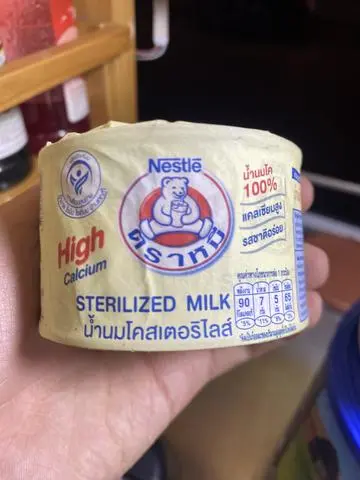 Nestlé
ตราหมี
High
Calcium
น้ำนมโค
100%
แคลเซียมสูง
รสชาติอร่อย
STERILIZED MILK
น้ำนมโคสเตอริไลส์
90
7
5
65